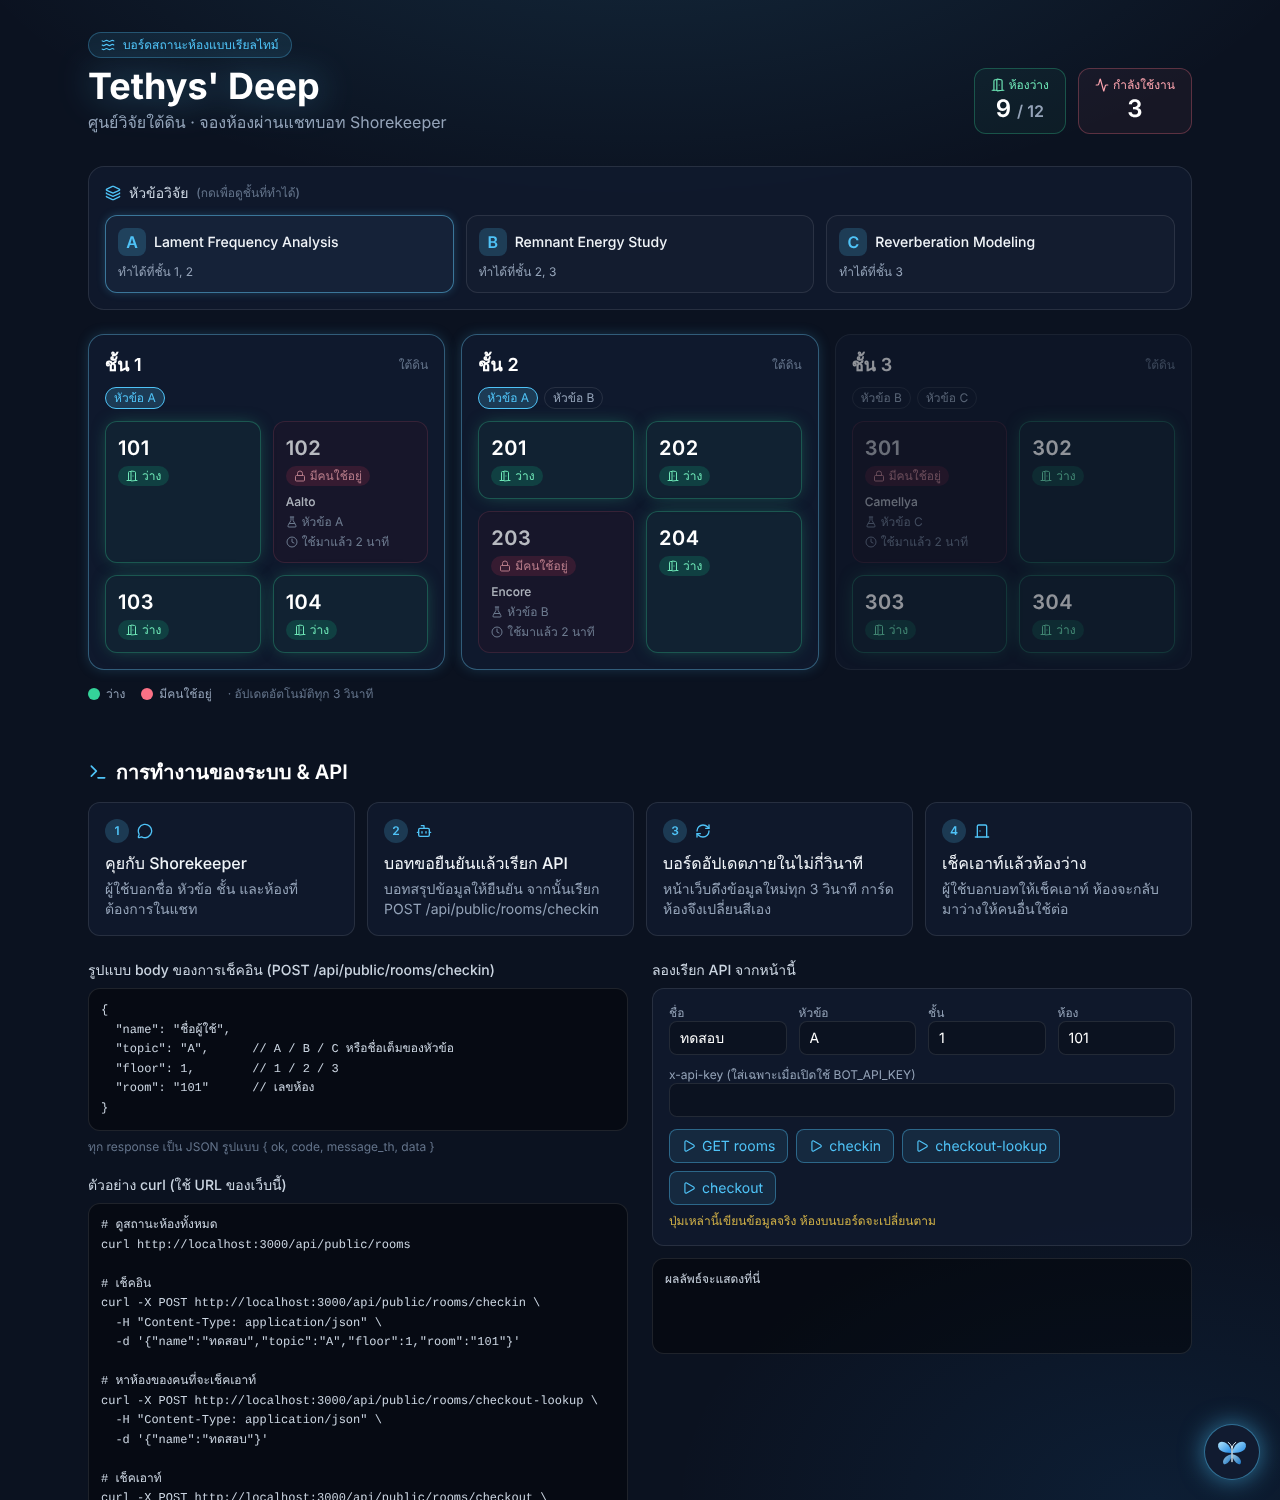 บอร์ดสถานะห้องแบบเรียลไทม์
Tethys' Deep
ศูนย์วิจัยใต้ดิน · จองห้องผ่านแชทบอท Shorekeeper
ห้องว่าง
9 / 12
กำลังใช้งาน
3
หัวข้อวิจัย (กดเพื่อดูชั้นที่ทำได้)
A Lament Frequency Analysis
ทำได้ที่ชั้น 1, 2
B Remnant Energy Study
ทำได้ที่ชั้น 2, 3
C Reverberation Modeling
ทำได้ที่ชั้น 3
ชั้น 1 ใต้ดิน
หัวข้อ A
101
ว่าง
102
มีคนใช้อยู่
Aalto
หัวข้อ A
ใช้มาแล้ว 2 นาที
103
ว่าง
104
ว่าง
ชั้น 2 ใต้ดิน
หัวข้อ A หัวข้อ B
201
ว่าง
202
ว่าง
203
มีคนใช้อยู่
Encore
หัวข้อ B
ใช้มาแล้ว 2 นาที
204
ว่าง
ชั้น 3 ใต้ดิน
หัวข้อ B หัวข้อ C
301
มีคนใช้อยู่
Camellya
หัวข้อ C
ใช้มาแล้ว 2 นาที
302
ว่าง
303
ว่าง
304
ว่าง
ว่าง มีคนใช้อยู่ · อัปเดตอัตโนมัติทุก 3 วินาที
การทำงานของระบบ & API
1
คุยกับ Shorekeeper
ผู้ใช้บอกชื่อ หัวข้อ ชั้น และห้องที่
ต้องการในแชท
2
บอทขอยืนยันแล้วเรียก API
บอทสรุปข้อมูลให้ยืนยัน จากนั้นเรียก
POST /api/public/rooms/checkin
3
บอร์ดอัปเดตภายในไม่กี่วินาที
หน้าเว็บดึงข้อมูลใหม่ทุก 3 วินาที การ์ด
ห้องจึงเปลี่ยนสีเอง
4
เช็คเอาท์แล้วห้องว่าง
ผู้ใช้บอกบอทให้เช็คเอาท์ ห้องจะกลับ
มาว่างให้คนอื่นใช้ต่อ
รูปแบบ body ของการเช็คอิน (POST /api/public/rooms/checkin)
{
  "name": "ชื่อผู้ใช้",
  "topic": "A",      // A / B / C หรือชื่อเต็มของหัวข้อ
  "floor": 1,        // 1 / 2 / 3
  "room": "101"      // เลขห้อง
}
ทุก response เป็น JSON รูปแบบ { ok, code, message_th, data }
ตัวอย่าง curl (ใช้ URL ของเว็บนี้)
# ดูสถานะห้องทั้งหมด
curl http://localhost:3000/api/public/rooms
# เช็คอิน
curl -X POST http://localhost:3000/api/public/rooms/checkin \
  -H "Content-Type: application/json" \
  -d '{"name":"ทดสอบ","topic":"A","floor":1,"room":"101"}'
# หาห้องของคนที่จะเช็คเอาท์
curl -X POST http://localhost:3000/api/public/rooms/checkout-lookup \
  -H "Content-Type: application/json" \
  -d '{"name":"ทดสอบ"}'
# เช็คเอาท์
curl -X POST http://localhost:3000/api/public/rooms/checkout \
ลองเรียก API จากหน้านี้
ชื่อ หัวข้อ ชั้น ห้อง
ทดสอบ A 1 101
x-api-key (ใส่เฉพาะเมื่อเปิดใช้ BOT_API_KEY)
GET rooms checkin checkout-lookup
checkout
ปุ่มเหล่านี้เขียนข้อมูลจริง ห้องบนบอร์ดจะเปลี่ยนตาม
ผลลัพธ์จะแสดงที่นี่